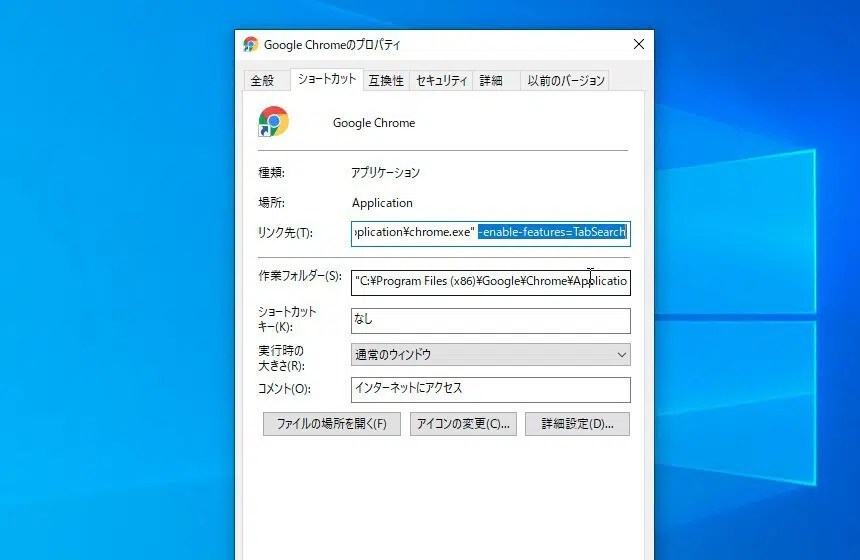 Google Chromeのプロパティ
全般 ショートカット 互換性 セキュリティ 詳細 以前のバージョン
Google Chrome
種類: アプリケーション
場所: Application
リンク先(T): plication¥chrome.exe" -enable-features=TabSearch
作業フォルダー(S): "C:¥Program Files (x86)¥Google¥Chrome¥Applicatio
ショートカット
キー(K): なし
実行時の
大きさ(R): 通常のウィンドウ
コメント(O): インターネットにアクセス
ファイルの場所を開く(F) アイコンの変更(C)... 詳細設定(D)...